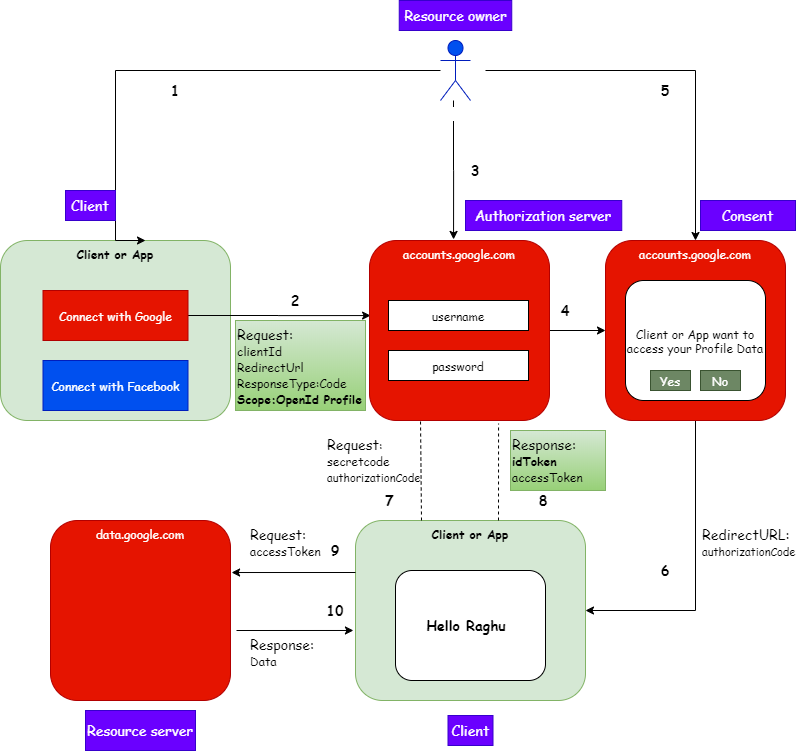 Resource owner
1
5
3
Client
Authorization server
Consent
Client or App
accounts.google.com
accounts.google.com
Connect with Google
2
username
4
Client or App want to
access your Profile Data
Request:
clientId
RedirectUrl
ResponseType:Code
Scope:OpenId Profile
password
Connect with Facebook
Yes
No
Request:
secretcode
authorizationCode
7
Response:
idToken
accessToken
8
data.google.com
Request:
accessToken
9
Client or App
RedirectURL:
authorizationCode
6
10
Hello Raghu
Response:
Data
Resource server
Client